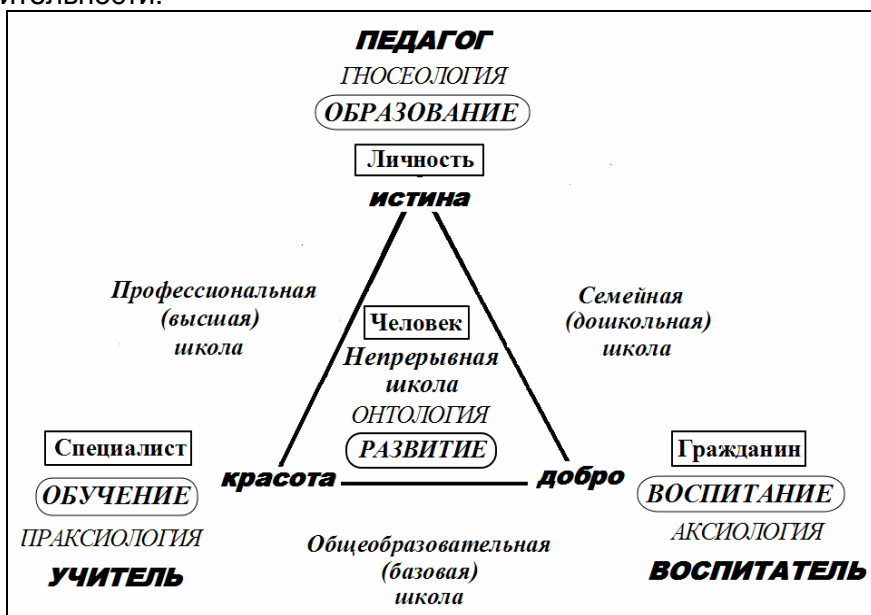 ительности.
ПЕДАГОГ
ГНОСЕОЛОГИЯ
ОБРАЗОВАНИЕ
Личность
истина
Профессиональная
(высшая)
школа
Семейная
(дошкольная)
школа
Человек
Непрерывная
школа
ОНТОЛОГИЯ
РАЗВИТИЕ
Специалист
Гражданин
красота
добро
ОБУЧЕНИЕ
ВОСПИТАНИЕ
ПРАКСИОЛОГИЯ
АКСИОЛОГИЯ
УЧИТЕЛЬ
ВОСПИТАТЕЛЬ
Общеобразовательная
(базовая)
школа